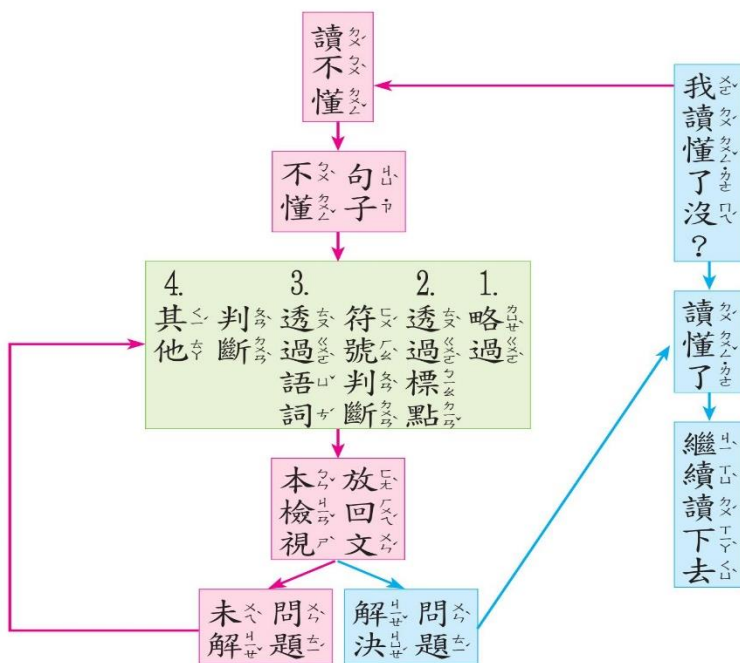 我讀懂了沒？
讀懂了
繼續讀下去
讀不懂
句子
不懂
1.略過
2.透過標點
符號判斷
3.透過語詞
判斷
4.其他
放回文
本檢視
問題
解決
問題
未解